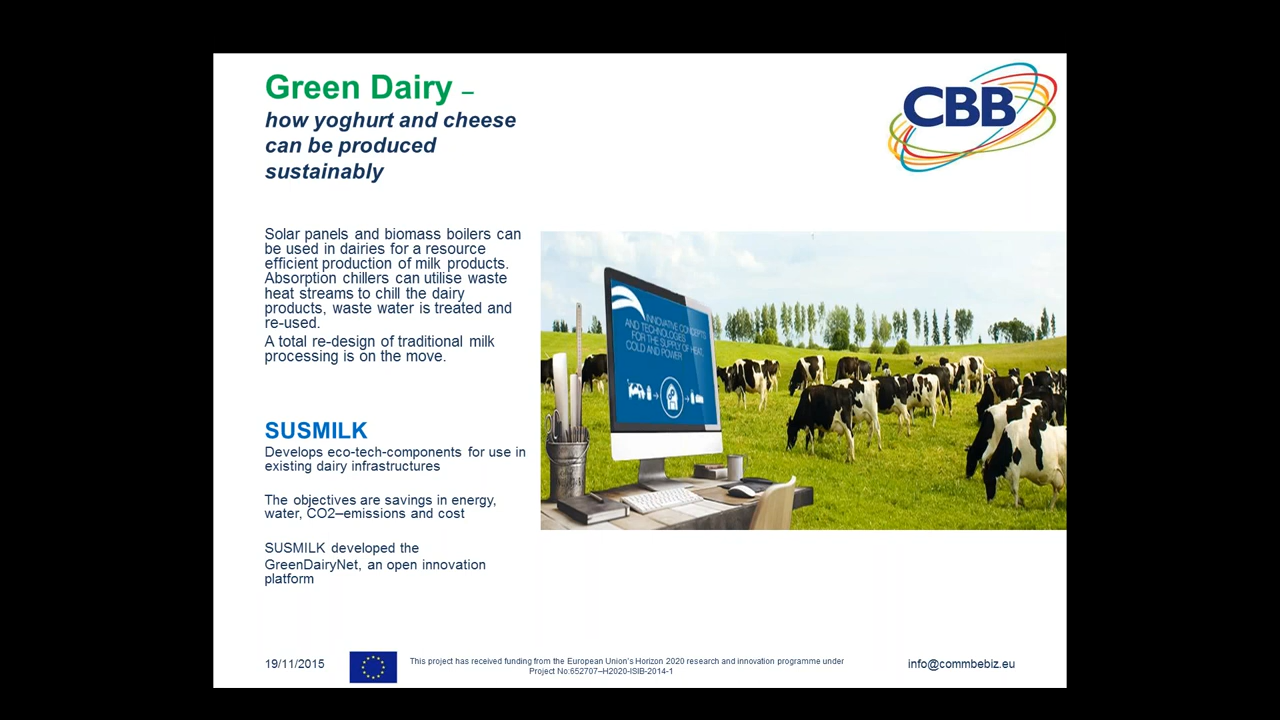 Green Dairy –
how yoghurt and cheese
can be produced
sustainably
CBB
Solar panels and biomass boilers can
be used in dairies for a resource
efficient production of milk products.
Absorption chillers can utilise waste
heat streams to chill the dairy
products, waste water is treated and
re-used.
A total re-design of traditional milk
processing is on the move.
INNOVATIVE CONCEPTS
AND TECHNOLOGIES
FOR THE SUPPLY OF HEAT,
COLD AND POWER
SUSMILK
Develops eco-tech-components for use in
existing dairy infrastructures
The objectives are savings in energy,
water, CO2–emissions and cost
SUSMILK developed the
GreenDairyNet, an open innovation
platform
19/11/2015
This project has received funding from the European Union's Horizon 2020 research and innovation programme under
Project No:652707–H2020-ISIB-2014-1
info@commbebiz.eu